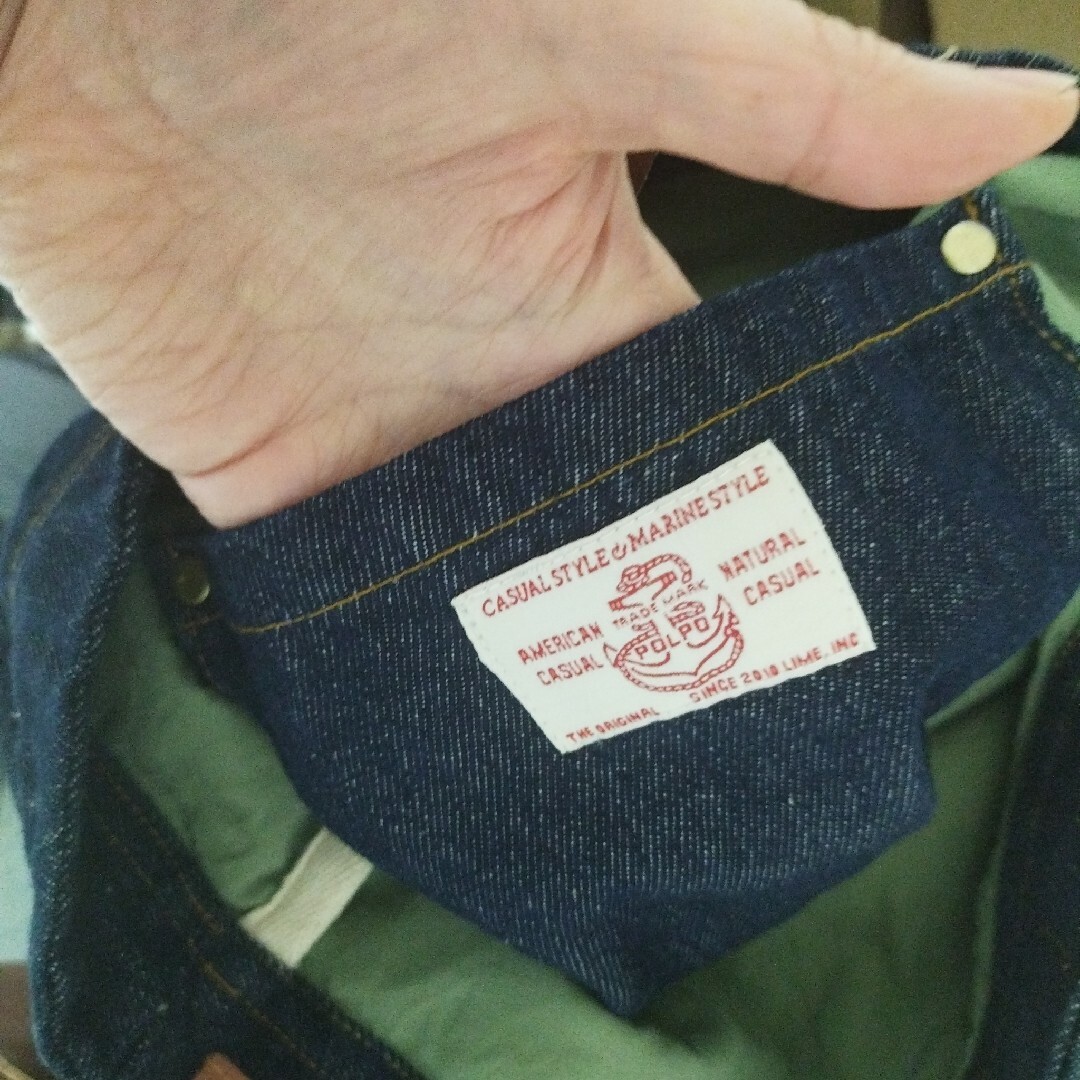 CASUAL STYLE & MARINE STYLE
AMERICAN CASUAL
TRADE MARK
POLPO
NATURAL CASUAL
THE ORIGINAL SINCE 2010 LIME. INC